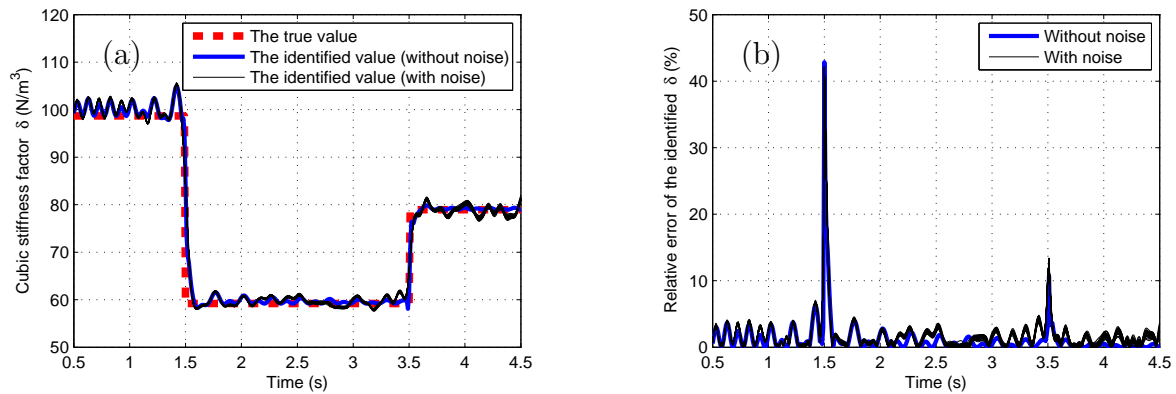 (a)
The true value
The identified value (without noise)
The identified value (with noise)
Cubic stiffness factor δ (N/m³)
120
110
100
90
80
70
60
50
0.5 1 1.5 2 2.5 3 3.5 4 4.5
Time (s)
(b)
Without noise
With noise
Relative error of the identified δ (%)
50
40
30
20
10
0
0.5 1 1.5 2 2.5 3 3.5 4 4.5
Time (s)